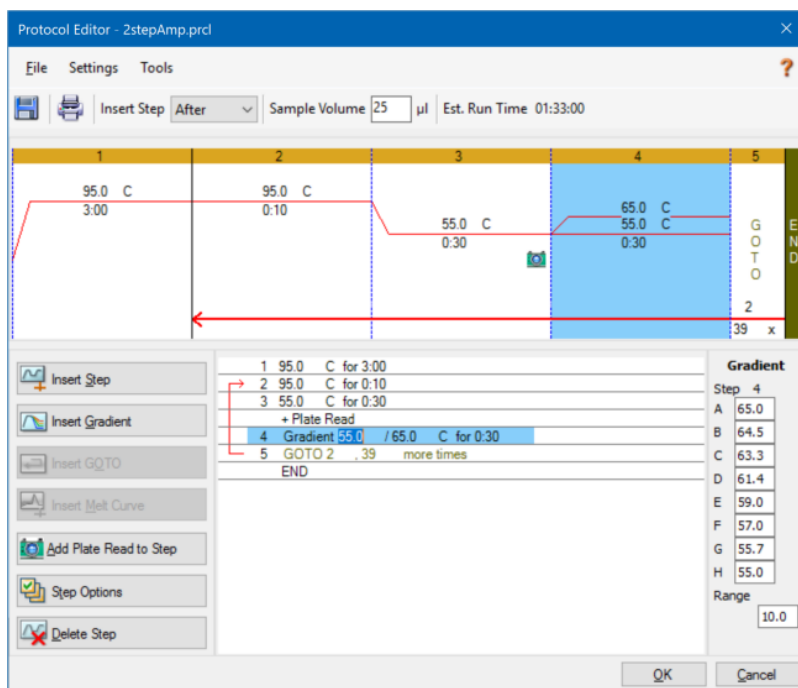 Protocol Editor - 2stepAmp.prcl
File Settings Tools ?
Insert Step After Sample Volume 25 µl Est. Run Time 01:33:00
1 2 3 4 5
95.0 C 95.0 C
3:00 0:10
65.0 C
55.0 C 55.0 C
0:30 0:30
GOTO
END
2
39 x
Insert Step
Insert Gradient
Insert GOTO
Insert Melt Curve
Add Plate Read to Step
Step Options
Delete Step
1 95.0 C for 3:00
2 95.0 C for 0:10
3 55.0 C for 0:30
+ Plate Read
4 Gradient 55.0 / 65.0 C for 0:30
5 GOTO 2 , 39 more times
END
Gradient
Step 4
A 65.0
B 64.5
C 63.3
D 61.4
E 59.0
F 57.0
G 55.7
H 55.0
Range
10.0
OK Cancel